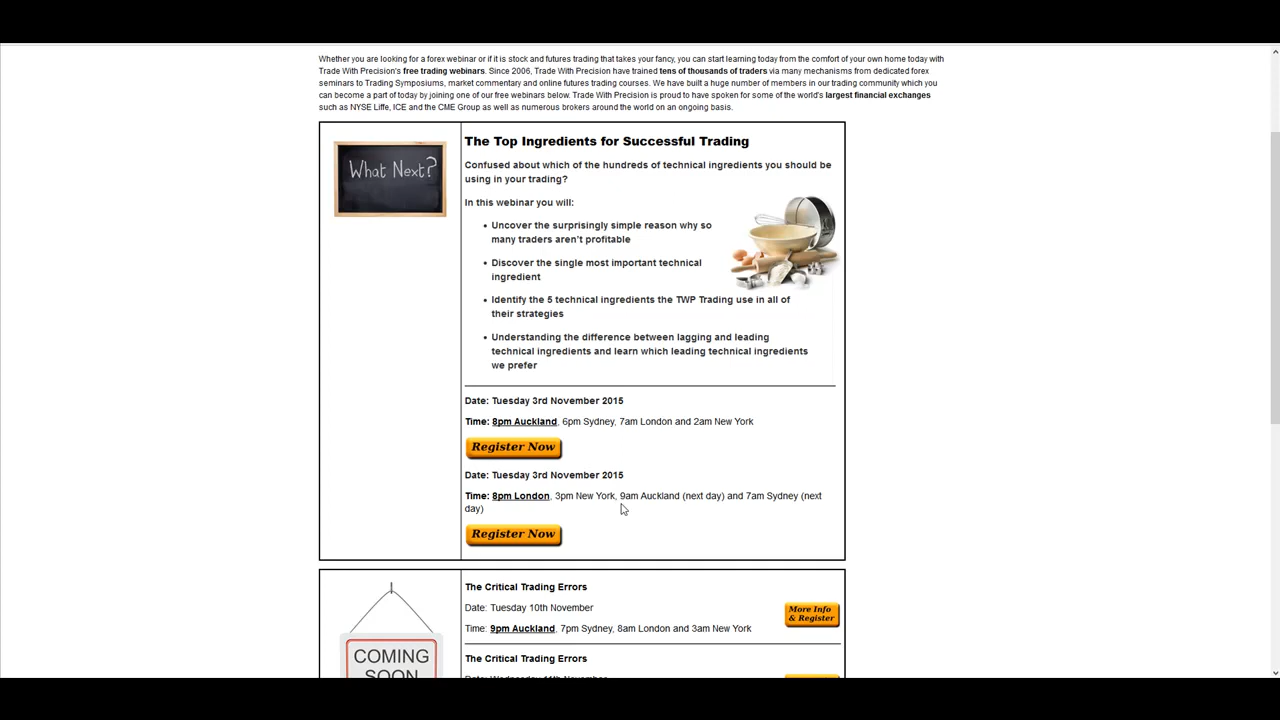 Whether you are looking for a forex webinar or if it is stock and futures trading that takes your fancy, you can start learning today from the comfort of your own home today with
Trade With Precision's free trading webinars. Since 2006, Trade With Precision have trained tens of thousands of traders via many mechanisms from dedicated forex
seminars to Trading Symposiums, market commentary and online futures trading courses. We have built a huge number of members in our trading community which you
can become a part of today by joining one of our free webinars below. Trade With Precision is proud to have spoken for some of the world's largest financial exchanges
such as NYSE Liffe, ICE and the CME Group as well as numerous brokers around the world on an ongoing basis.
What Next?
The Top Ingredients for Successful Trading
Confused about which of the hundreds of technical ingredients you should be
using in your trading?
In this webinar you will:
• Uncover the surprisingly simple reason why so
many traders aren't profitable
• Discover the single most important technical
ingredient
• Identify the 5 technical ingredients the TWP Trading use in all of
their strategies
• Understanding the difference between lagging and leading
technical ingredients and learn which leading technical ingredients
we prefer
Date: Tuesday 3rd November 2015
Time: 8pm Auckland, 6pm Sydney, 7am London and 2am New York
Register Now
Date: Tuesday 3rd November 2015
Time: 8pm London, 3pm New York, 9am Auckland (next day) and 7am Sydney (next
day)
Register Now
COMING
SOON
The Critical Trading Errors
Date: Tuesday 10th November
Time: 9pm Auckland, 7pm Sydney, 8am London and 3am New York
More Info
& Register
The Critical Trading Errors